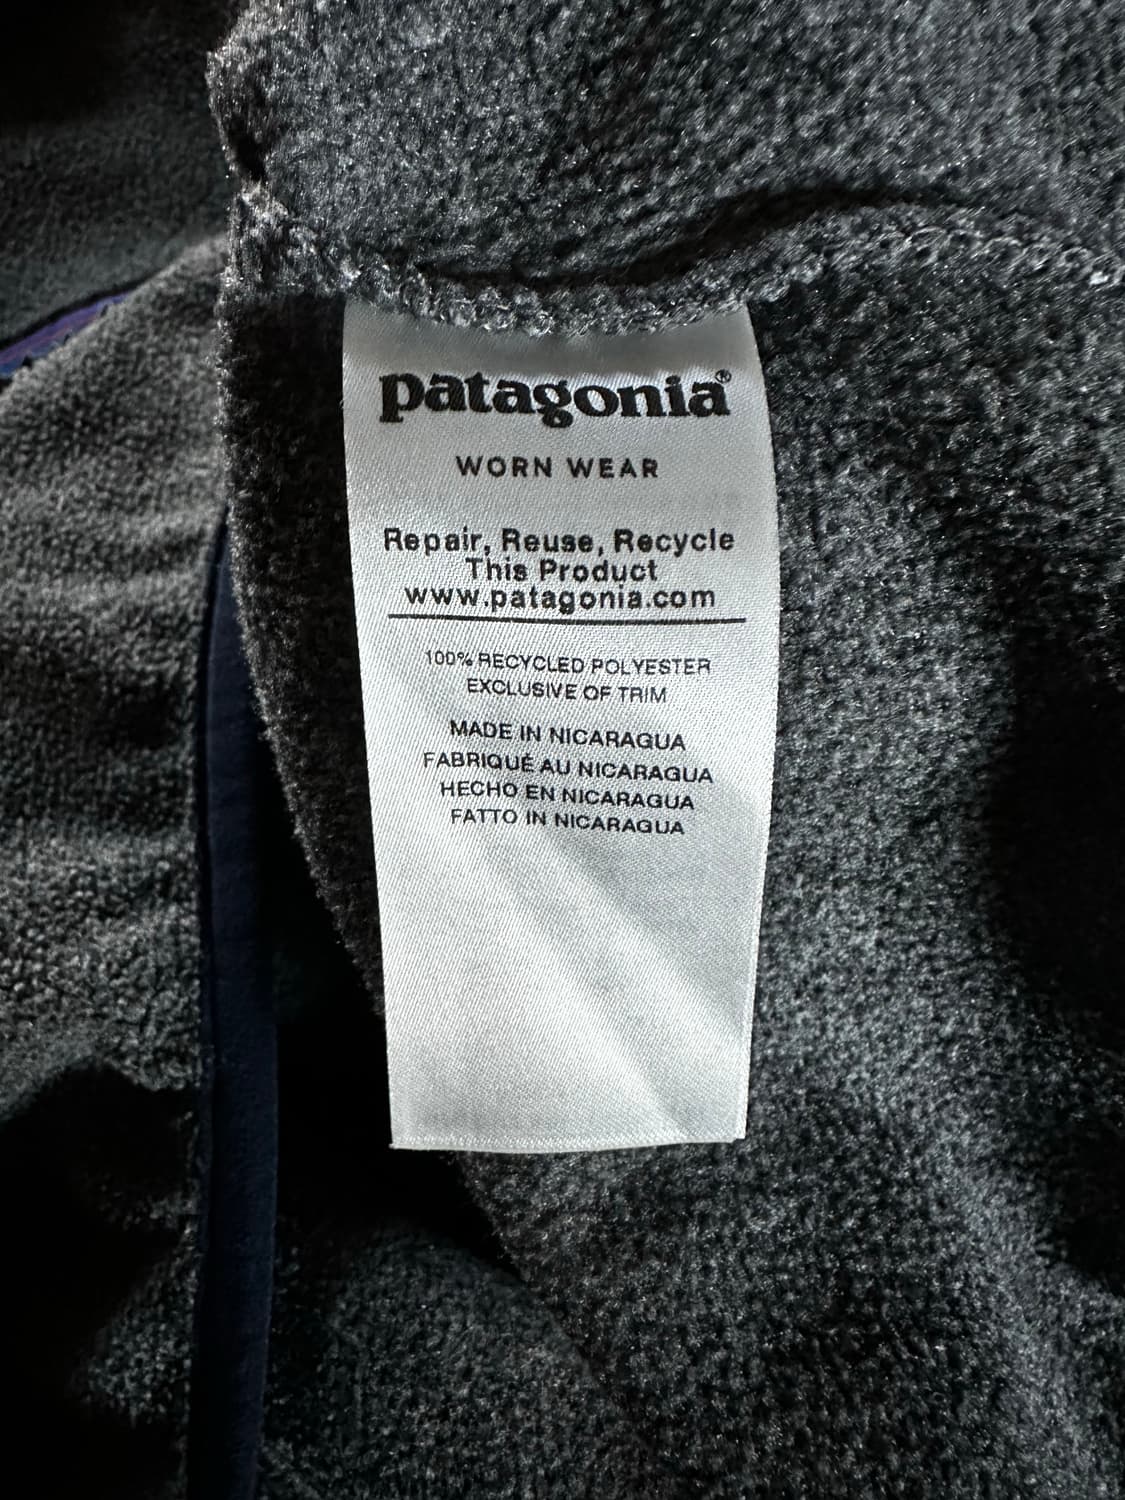 patagonia®
WORN WEAR
Repair, Reuse, Recycle
This Product
www.patagonia.com
100% RECYCLED POLYESTER
EXCLUSIVE OF TRIM
MADE IN NICARAGUA
FABRIQUÉ AU NICARAGUA
HECHO EN NICARAGUA
FATTO IN NICARAGUA